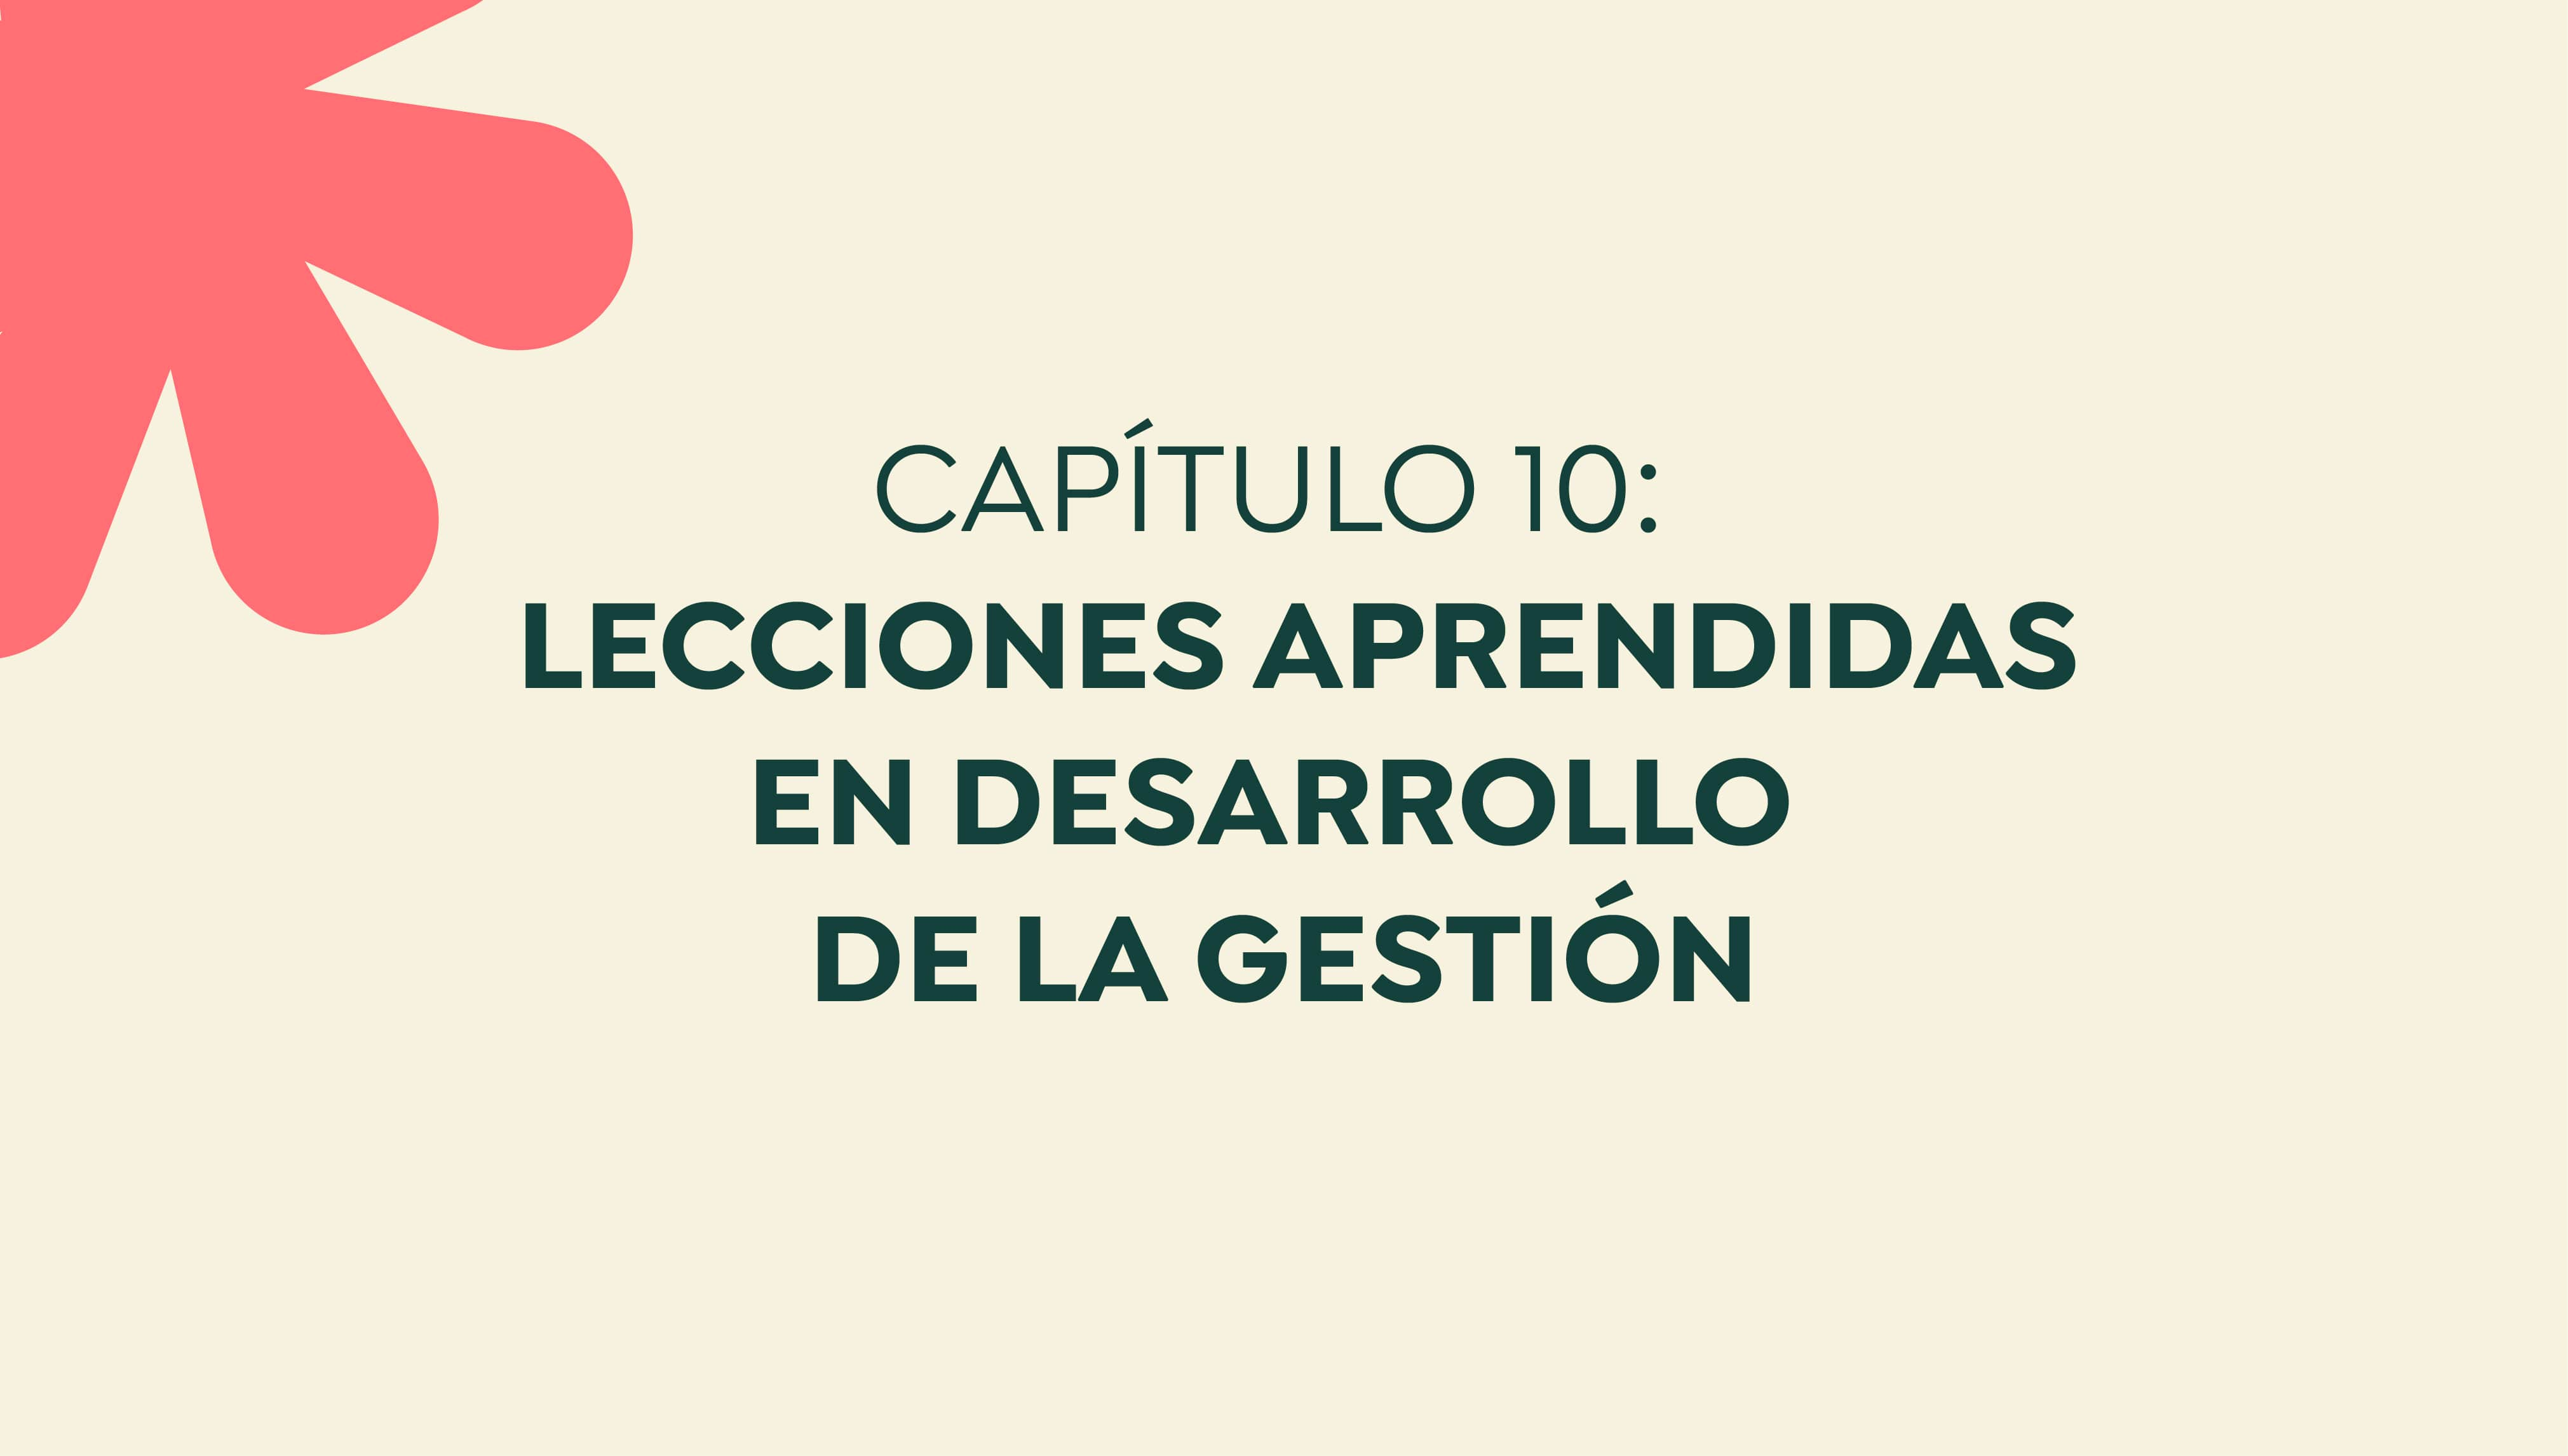 CAPÍTULO 10:
LECCIONES APRENDIDAS
EN DESARROLLO
DE LA GESTIÓN